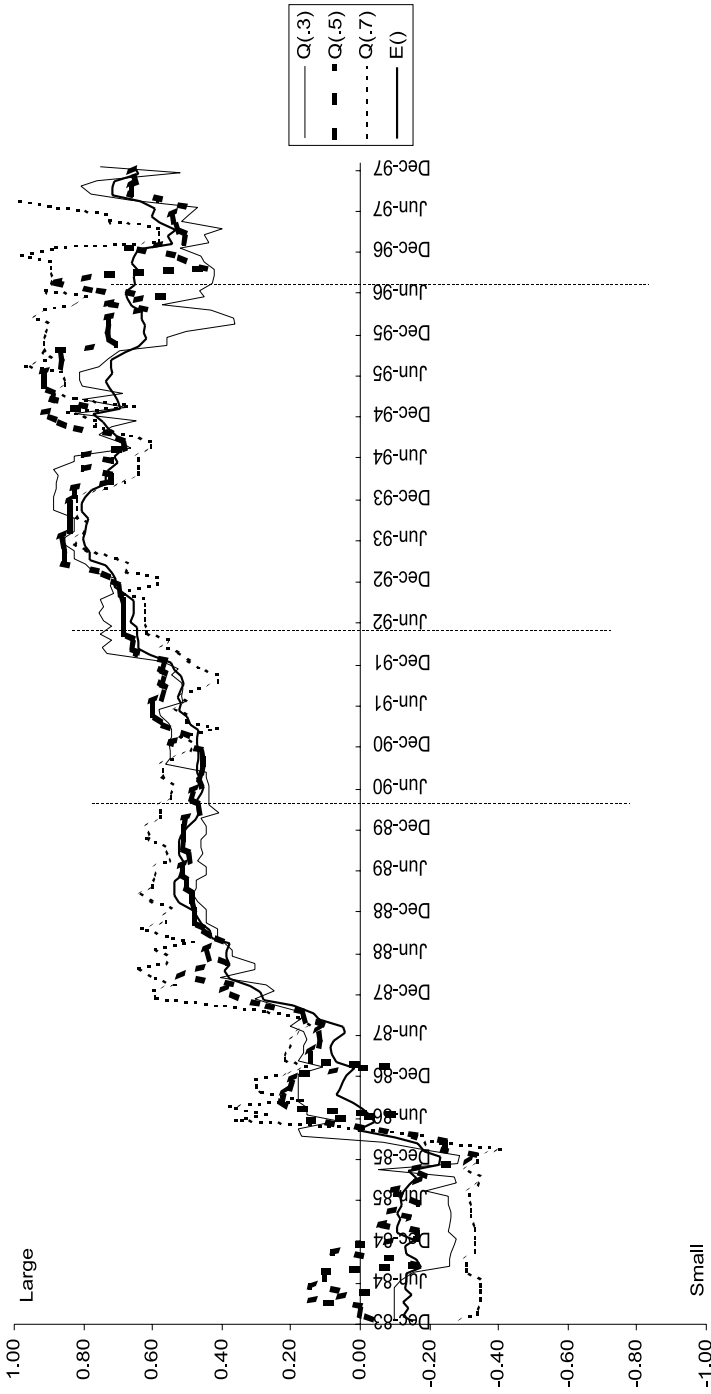 Q(.3)
Q(.5)
Q(.7)
E()
Large
Small
1.00
0.80
0.60
0.40
0.20
0.00
-0.20
-0.40
-0.60
-0.80
-1.00
Dec-83
Jun-84
Dec-84
Jun-85
Dec-85
Jun-86
Dec-86
Jun-87
Dec-87
Jun-88
Dec-88
Jun-89
Dec-89
Jun-90
Dec-90
Jun-91
Dec-91
Jun-92
Dec-92
Jun-93
Dec-93
Jun-94
Dec-94
Jun-95
Dec-95
Jun-96
Dec-96
Jun-97
Dec-97